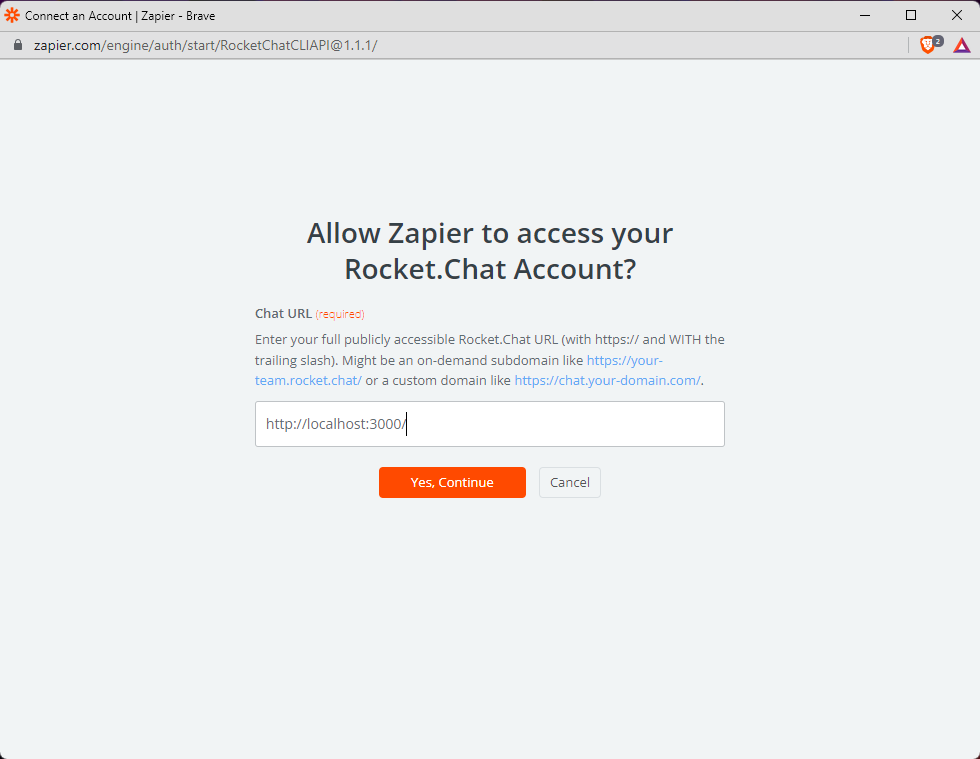 Connect an Account | Zapier - Brave
zapier.com/engine/auth/start/RocketChatCLIAPI@1.1.1/
2
Allow Zapier to access your
Rocket.Chat Account?
Chat URL (required)
Enter your full publicly accessible Rocket.Chat URL (with https:// and WITH the
trailing slash). Might be an on-demand subdomain like https://your-
team.rocket.chat/ or a custom domain like https://chat.your-domain.com/.
http://localhost:3000/
Yes, Continue
Cancel